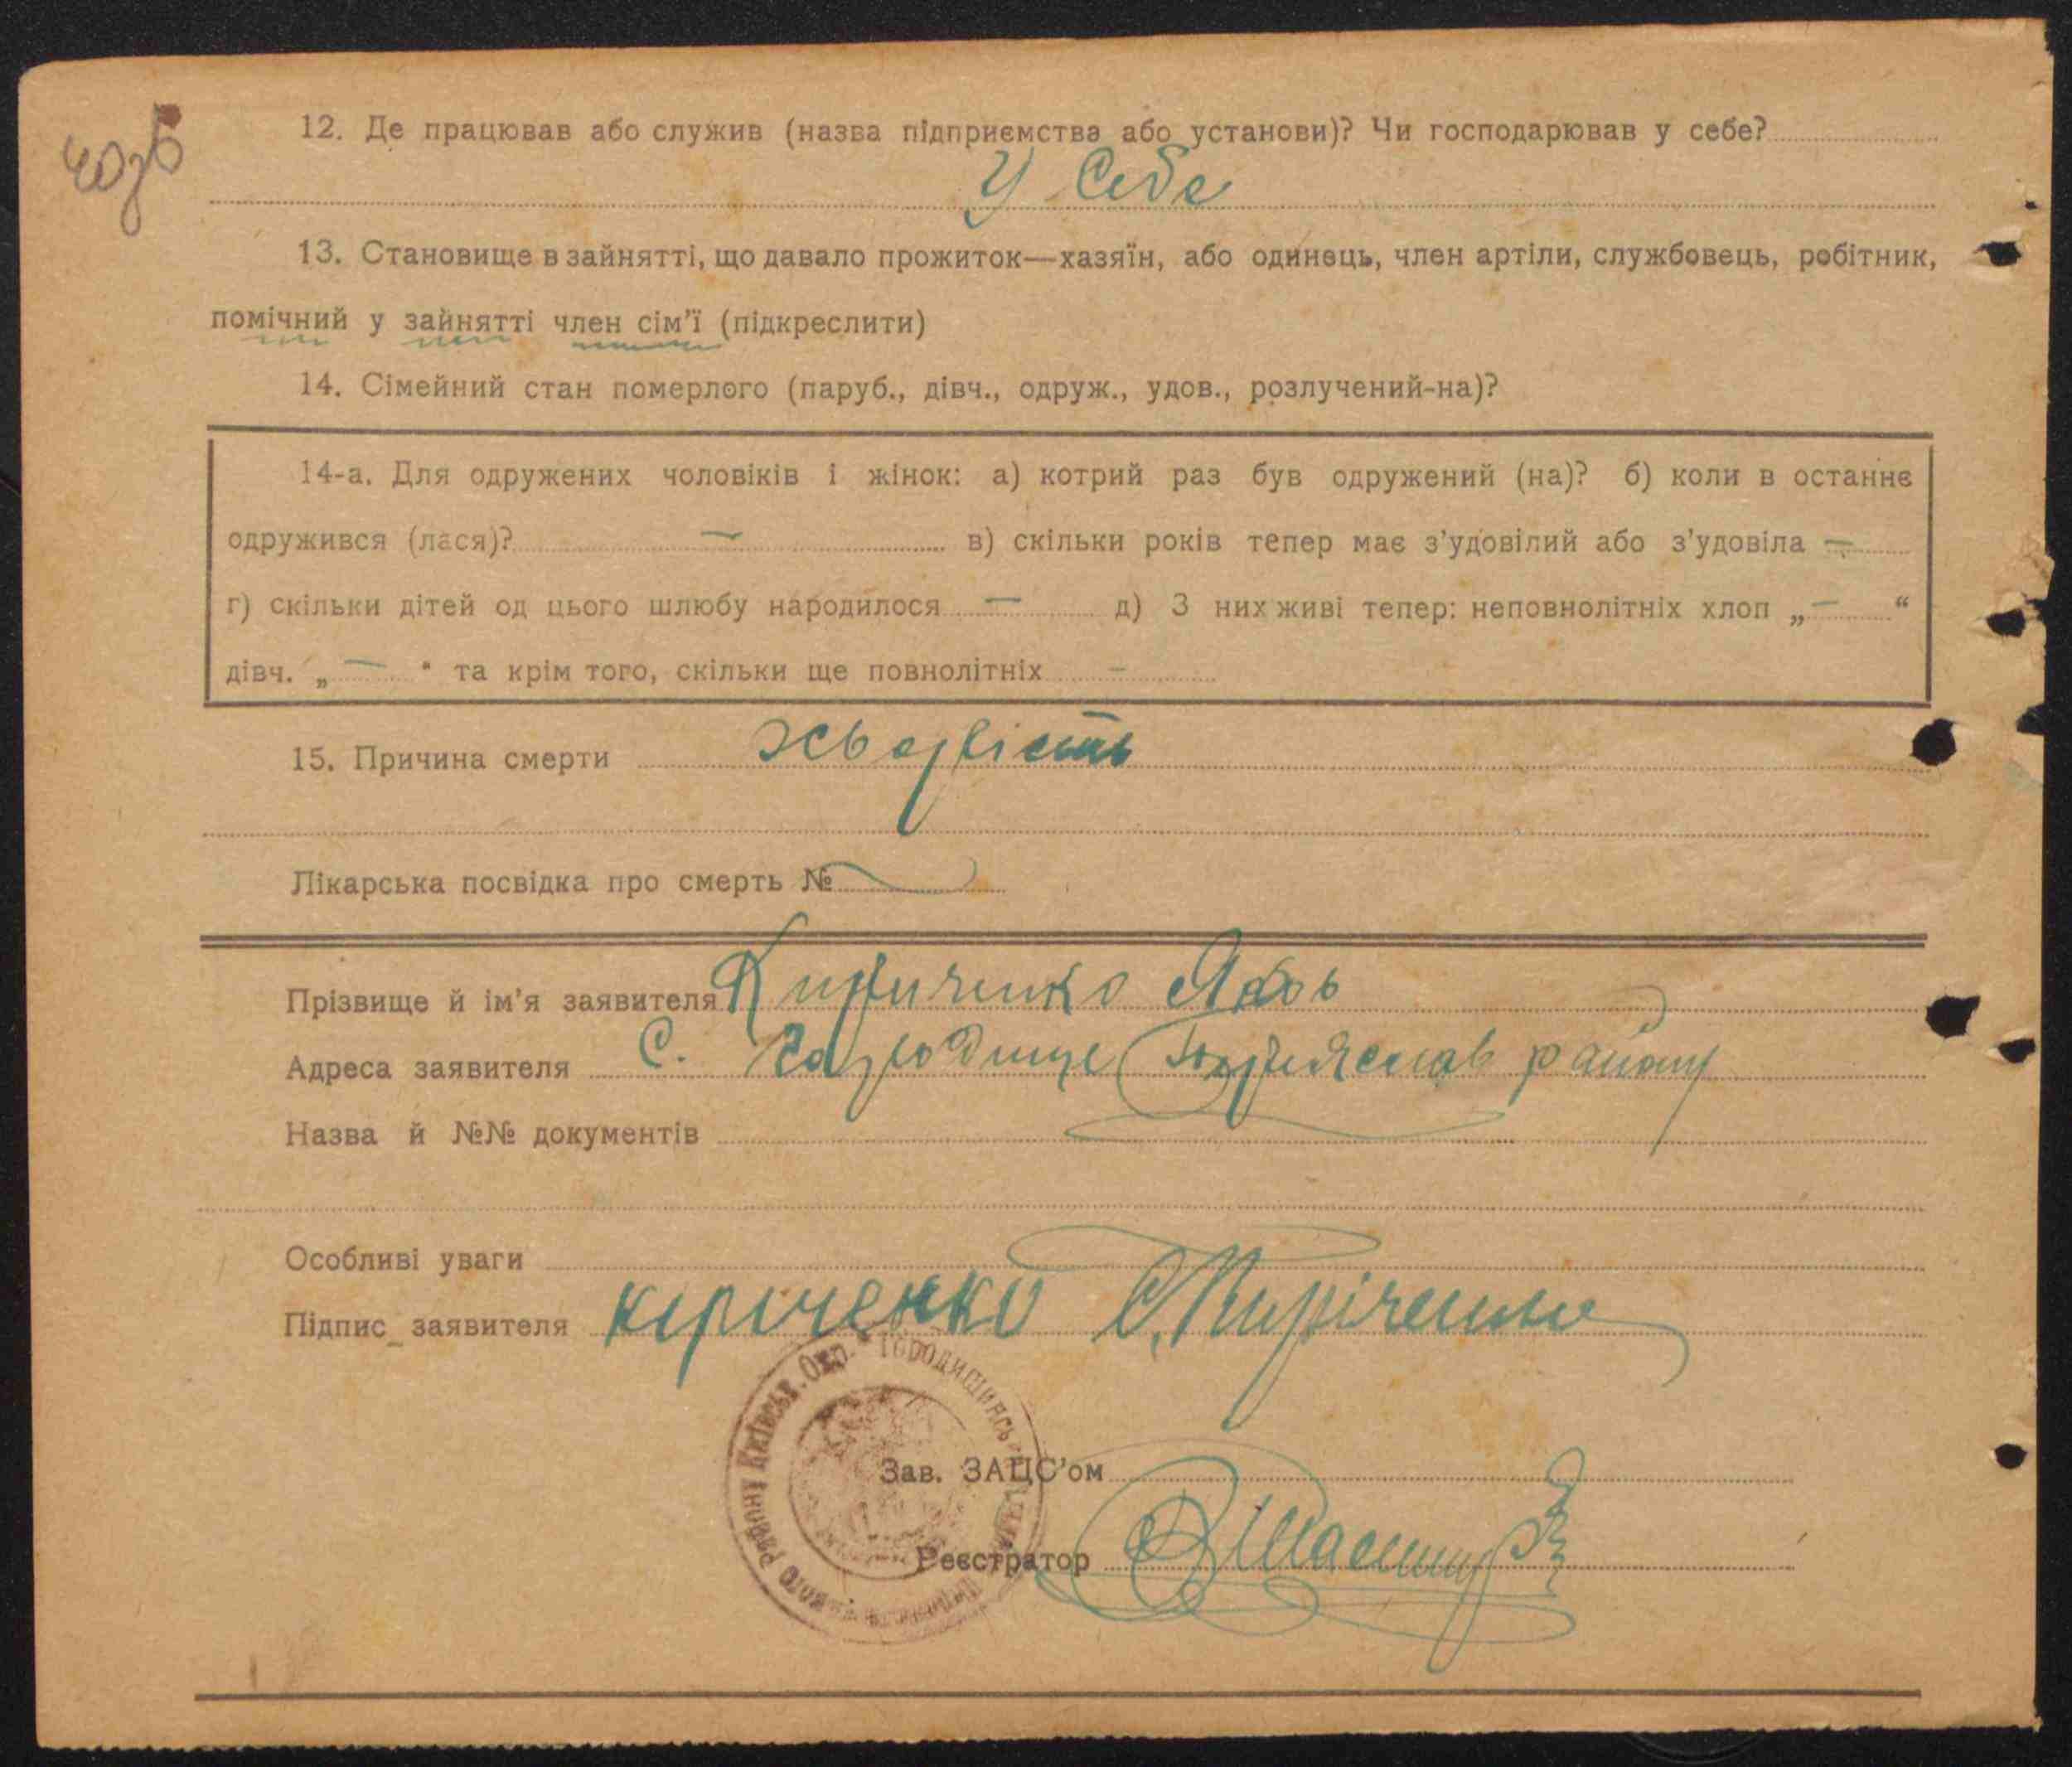 12. Де працював або служив (назва підприємства або установи)? Чи господарював у себе?
У себе
13. Становище в зайнятті, що давало прожиток—хазяїн, або одинець, член артіли, службовець, робітник,
помічний у зайнятті член сім'ї (підкреслити)
14. Сімейний стан померлого (паруб., дівч., одруж., удов., розлучений-на)?
14-а. Для одружених чоловіків і жінок: а) котрий раз був одружений (на)? б) коли в останнє
одружився (лася)? — в) скільки років тепер має з'удовілий або з'удовіла —
г) скільки дітей од цього шлюбу народилося — д) З них живі тепер: неповнолітніх хлоп „—“
дівч. „—“ та крім того, скільки ще повнолітніх —
15. Причина смерти
Лікарська посвідка про смерть №
Прізвище й ім'я заявителя Кириченко Яков
Адреса заявителя с. району
Назва й №№ документів
Особливі уваги
Підпис заявителя кіріченко
Зав. ЗАЦС'ом
Реєстратор